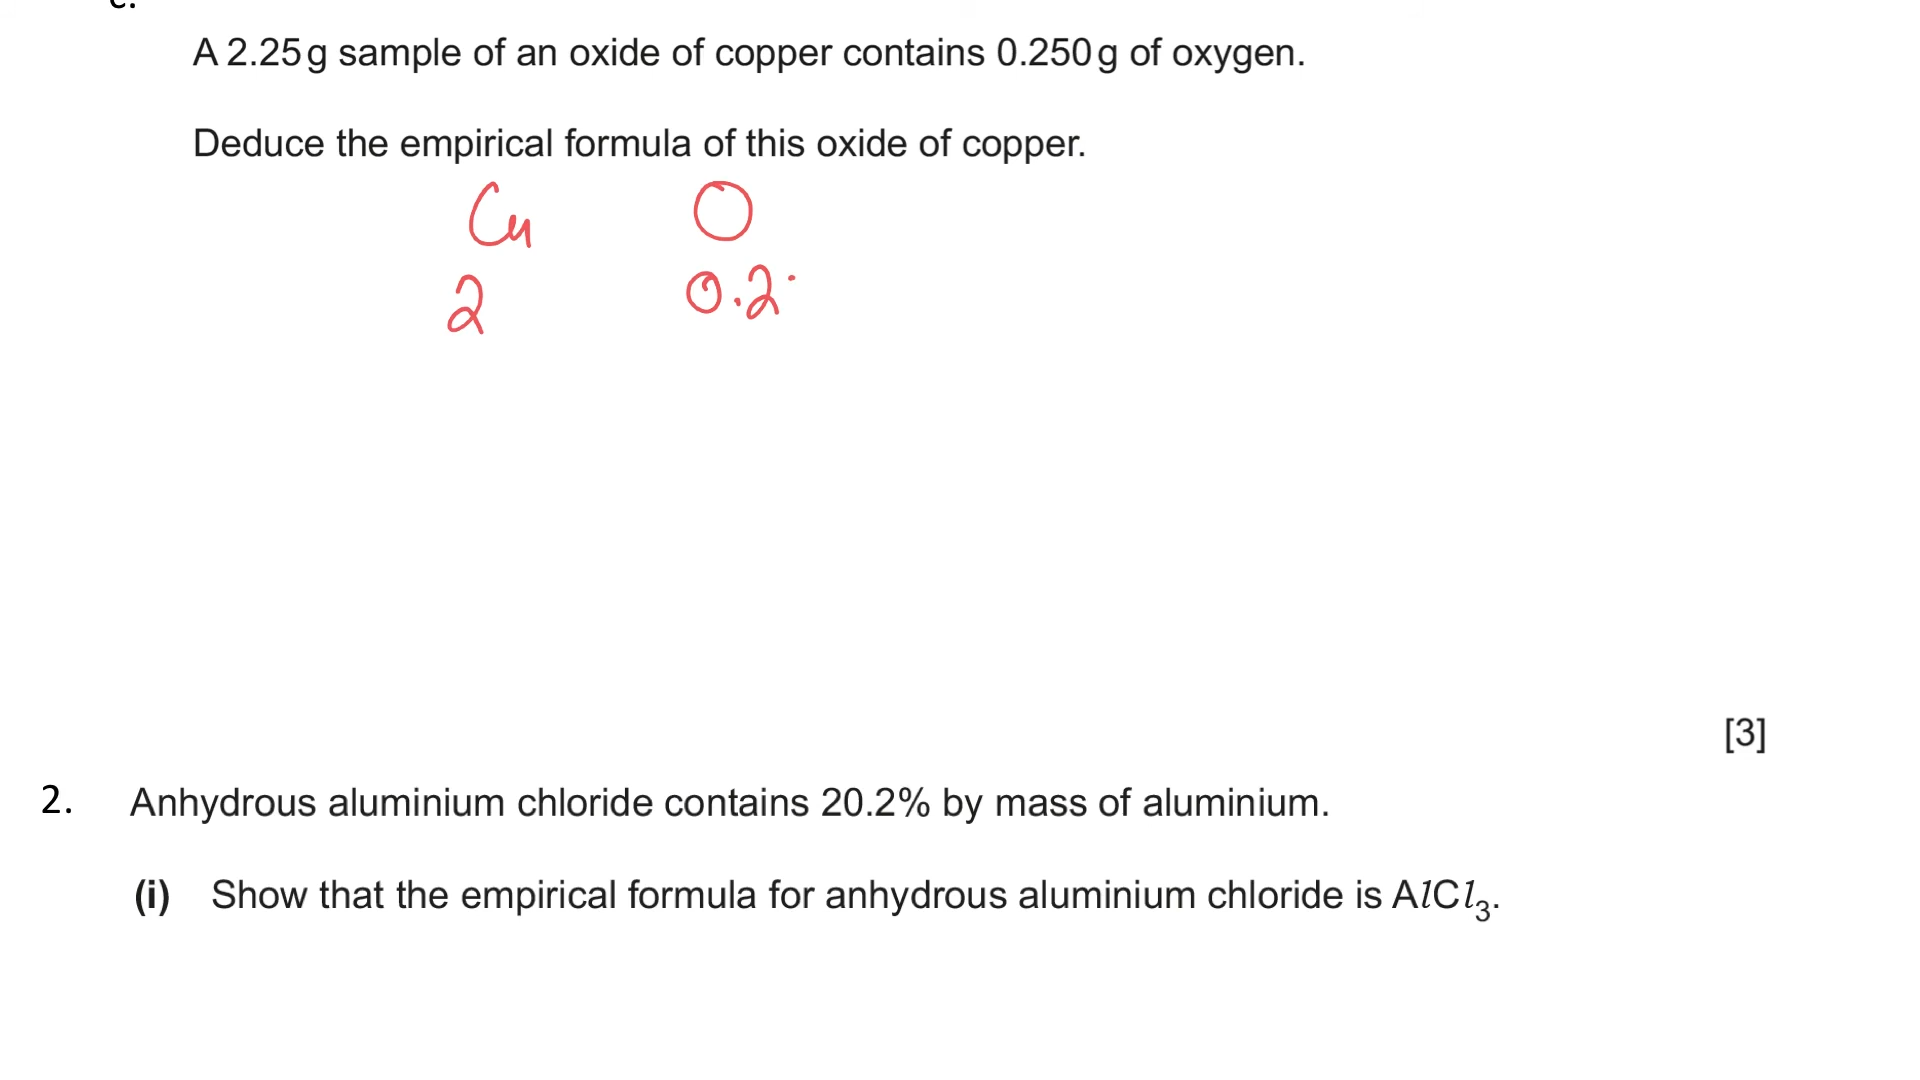 A 2.25 g sample of an oxide of copper contains 0.250 g of oxygen.
Deduce the empirical formula of this oxide of copper.
Cu O
2 0.2
[3]
2. Anhydrous aluminium chloride contains 20.2% by mass of aluminium.
(i) Show that the empirical formula for anhydrous aluminium chloride is AlCl₃.